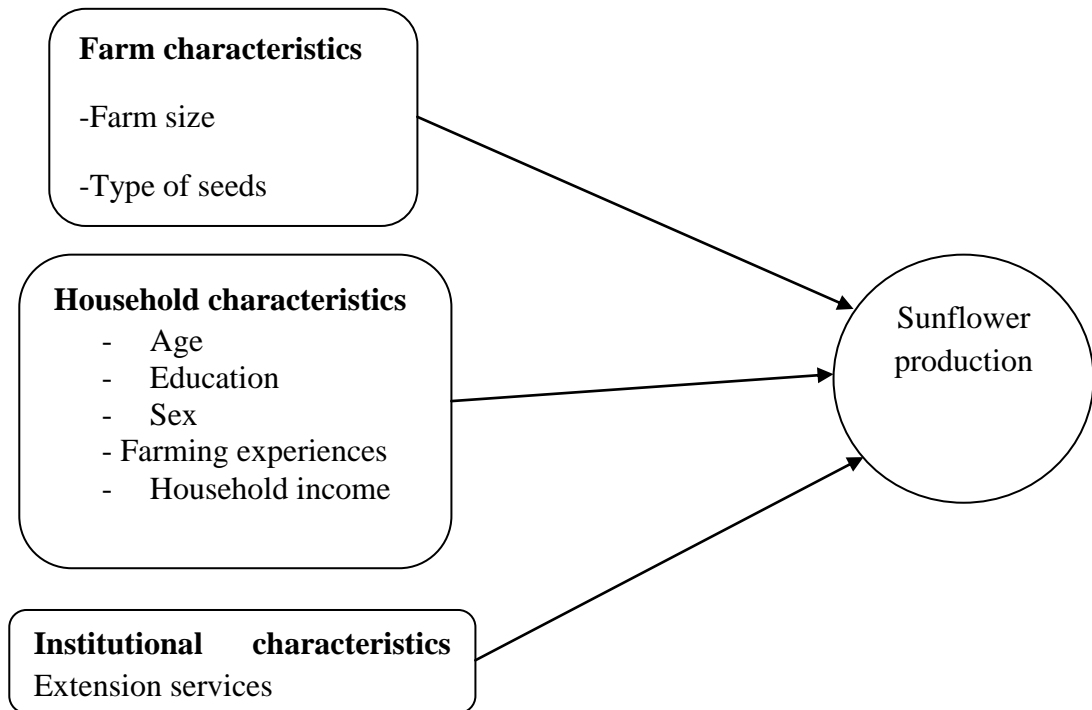 Farm characteristics
-Farm size
-Type of seeds
Household characteristics
- Age
- Education
- Sex
- Farming experiences
- Household income
Institutional characteristics
Extension services
Sunflower
production